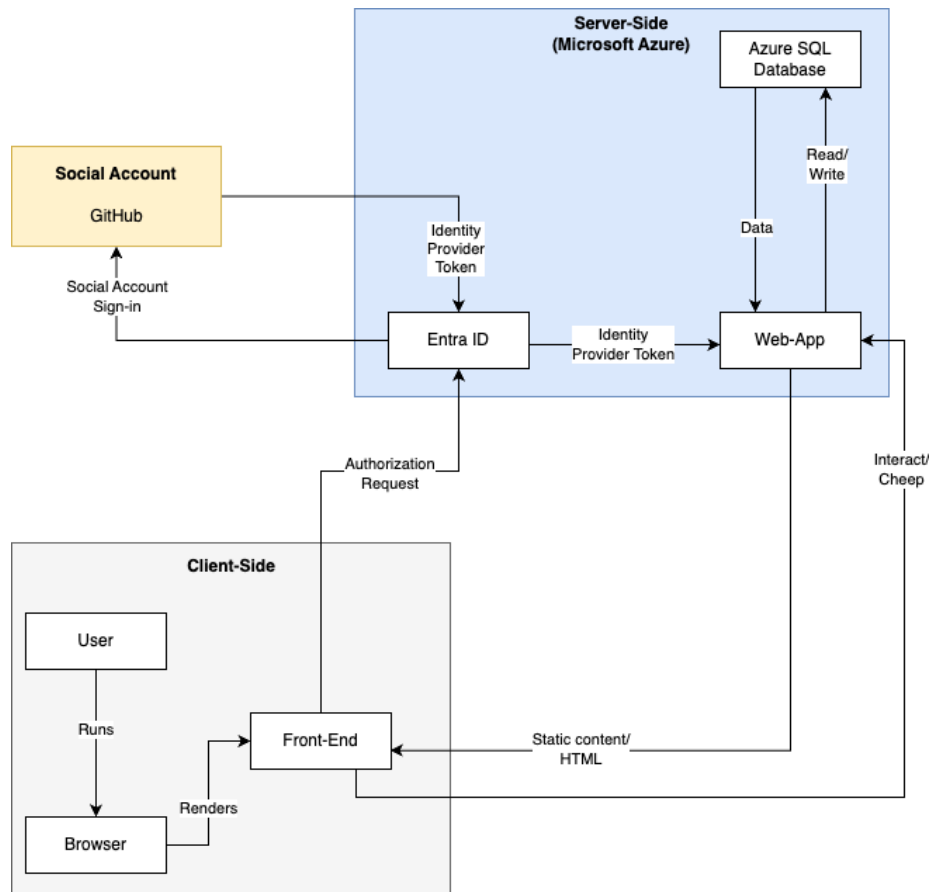 Server-Side
(Microsoft Azure)
Azure SQL
Database
Read/
Write
Data
Social Account
GitHub
Identity
Provider
Token
Social Account
Sign-in
Entra ID
Identity
Provider Token
Web-App
Authorization
Request
Interact/
Cheep
Client-Side
User
Runs
Front-End
Static content/
HTML
Renders
Browser